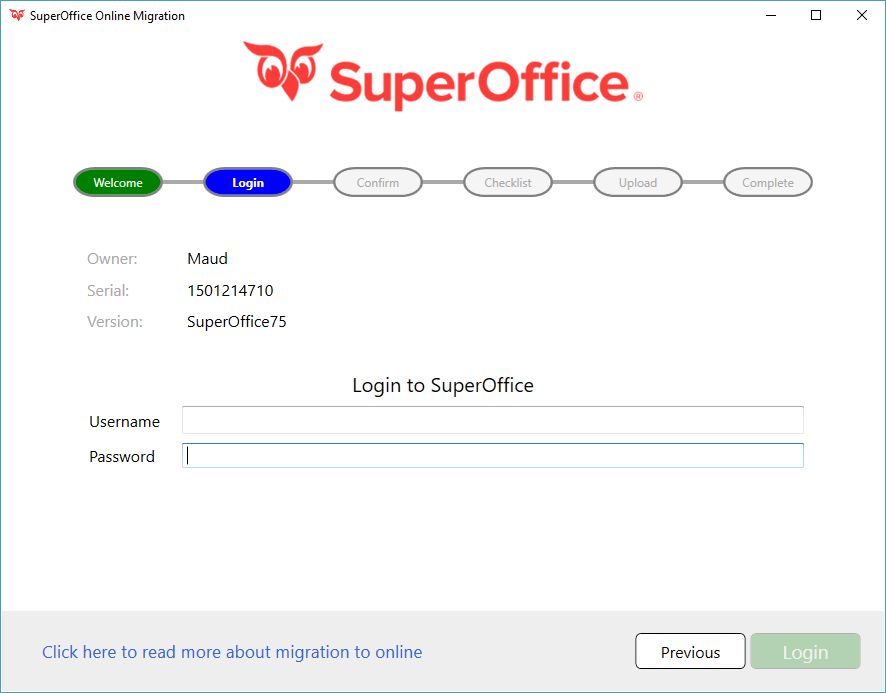 SuperOffice Online Migration
SuperOffice®
Welcome Login Confirm Checklist Upload Complete
Owner: Maud
Serial: 1501214710
Version: SuperOffice75
Login to SuperOffice
Username
Password
Click here to read more about migration to online Previous Login